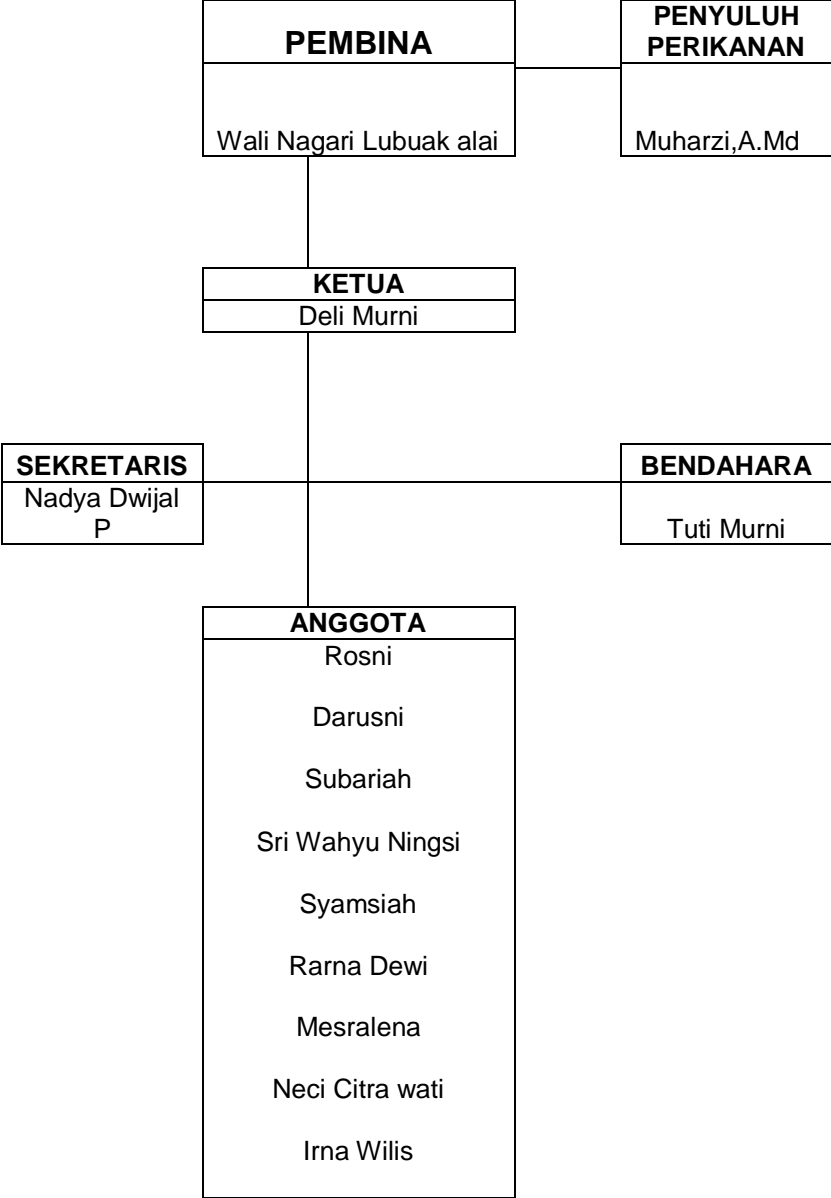 PEMBINA
Wali Nagari Lubuak alai
PENYULUH
PERIKANAN
Muharzi,A.Md
KETUA
Deli Murni
SEKRETARIS
Nadya Dwijal
P
BENDAHARA
Tuti Murni
ANGGOTA
Rosni
Darusni
Subariah
Sri Wahyu Ningsi
Syamsiah
Rarna Dewi
Mesralena
Neci Citra wati
Irna Wilis